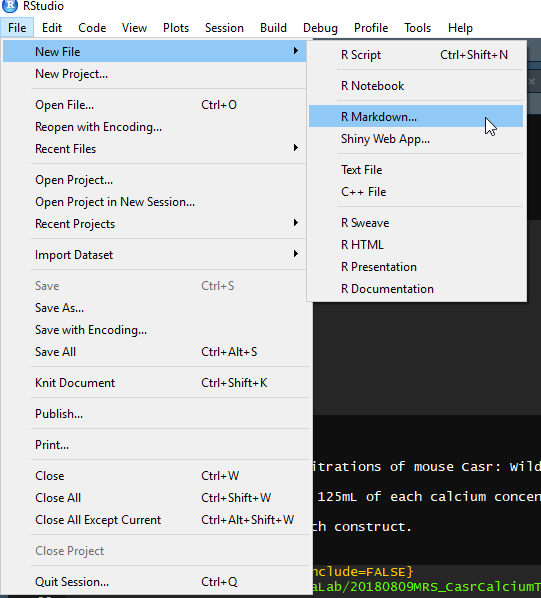 RStudio
File Edit Code View Plots Session Build Debug Profile Tools Help
New File
New Project...
Open File... Ctrl+O
Reopen with Encoding...
Recent Files
Open Project...
Open Project in New Session...
Recent Projects
Import Dataset
Save Ctrl+S
Save As...
Save with Encoding...
Save All Ctrl+Alt+S
Knit Document Ctrl+Shift+K
Publish...
Print...
Close Ctrl+W
Close All Ctrl+Shift+W
Close All Except Current Ctrl+Alt+Shift+W
Close Project
Quit Session... Ctrl+Q
R Script Ctrl+Shift+N
R Notebook
R Markdown...
Shiny Web App...
Text File
C++ File
R Sweave
R HTML
R Presentation
R Documentation
itrations of mouse Casr: Wild
125mL of each calcium concen
ch construct.
nclude=FALSE}
aLab/20180809MRS_CasrCalciumT